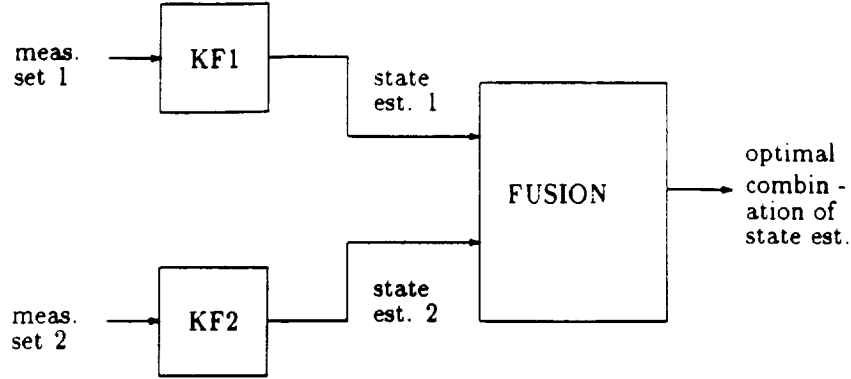 meas.
set 1
KF1
state
est. 1
FUSION
optimal
combin -
ation of
state est.
meas.
set 2
KF2
state
est. 2